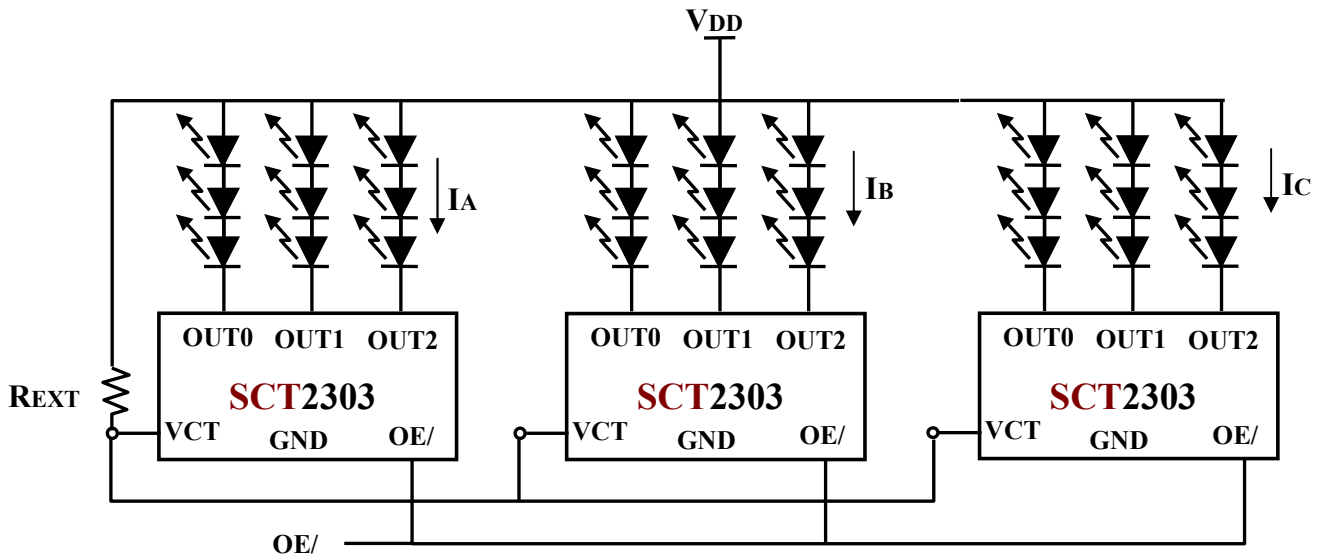 VDD
IA
IB
IC
OUT0 OUT1 OUT2
OUT0 OUT1 OUT2
OUT0 OUT1 OUT2
REXT
SCT2303
SCT2303
SCT2303
VCT GND OE/
VCT GND OE/
VCT GND OE/
OE/